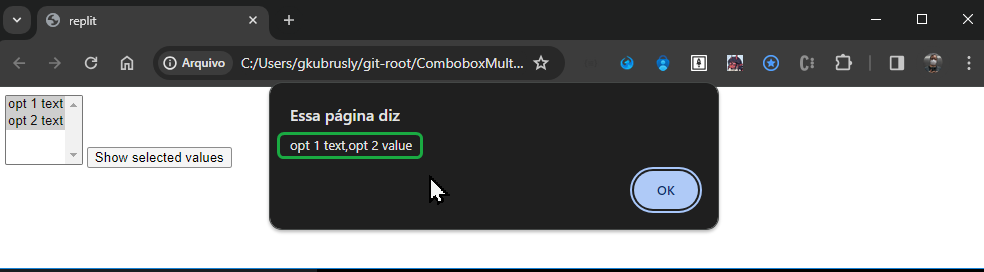 replit
Arquivo C:/Users/gkubrusly/git-root/ComboboxMult...
opt 1 text
opt 2 text
Show selected values
Essa página diz
opt 1 text,opt 2 value
OK